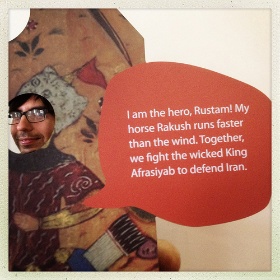 I am the hero, Rustam! My
horse Rakush runs faster
than the wind. Together,
we fight the wicked King
Afrasiyab to defend Iran.